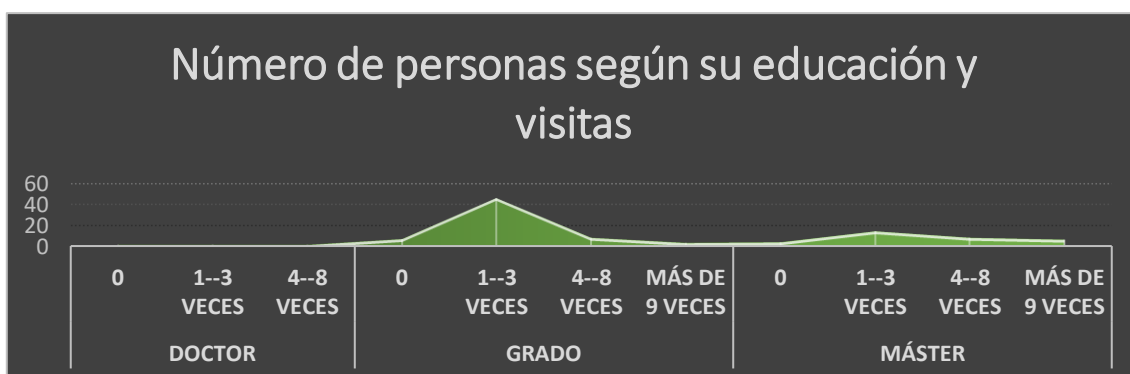 Número de personas según su educación y
visitas
60
40
20
0
0 1--3 4--8 0 1--3 4--8 MÁS DE 0 1--3 4--8 MÁS DE
VECES VECES VECES VECES 9 VECES VECES VECES 9 VECES
DOCTOR GRADO MÁSTER